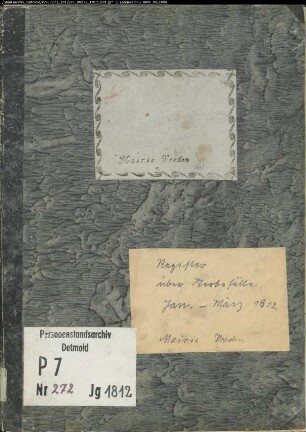 Mairie Vreden
Register
über Sterbefälle
Jan. – März 1812
Mairie Vreden
Personenstandsarchiv
Detmold
P 7
Nr 272 Jg 1812